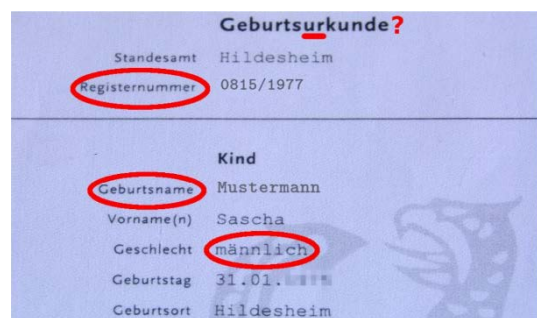 Geburtsurkunde?
Standesamt Hildesheim
Registernummer 0815/1977
Kind
Geburtsname Mustermann
Vorname(n) Sascha
Geschlecht männlich
Geburtstag 31.01.
Geburtsort Hildesheim